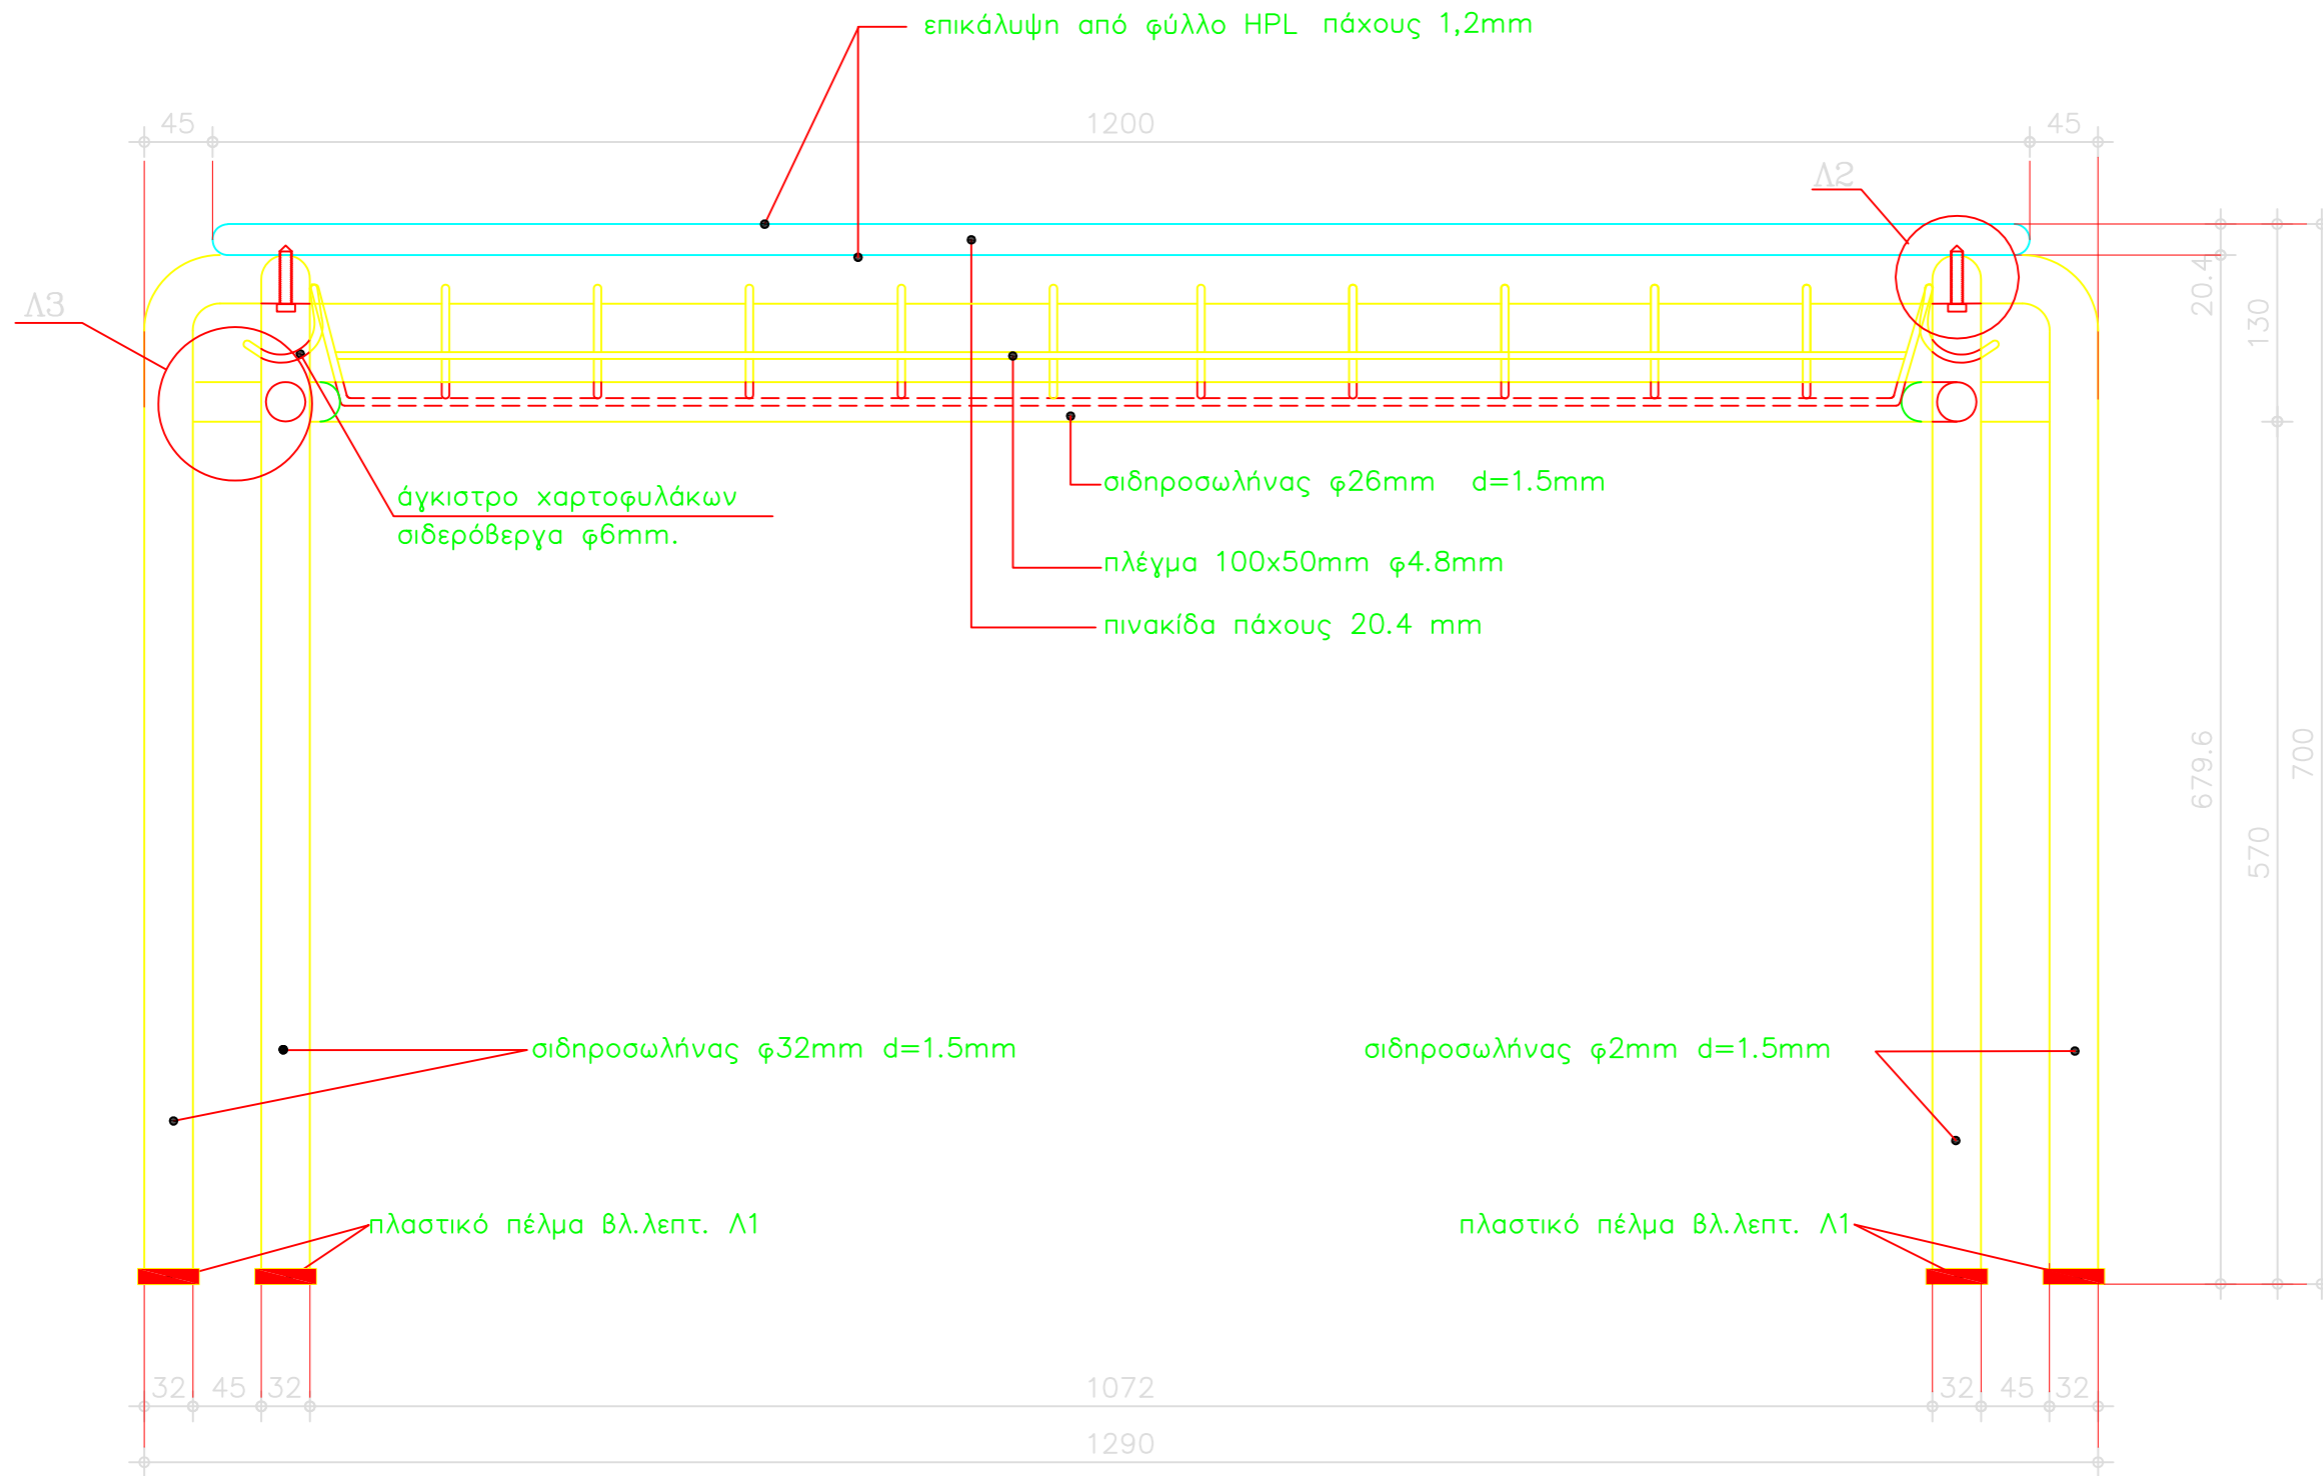 επικάλυψη από φύλλο HPL πάχους 1,2mm
45
1200
45
Λ2
Λ3
20.4
130
άγκιστρο χαρτοφυλάκων
σιδερόβεργα φ6mm.
σιδηροσωλήνας φ26mm d=1.5mm
πλέγμα 100x50mm φ4.8mm
πινακίδα πάχους 20.4 mm
679.6
700
570
σιδηροσωλήνας φ32mm d=1.5mm
σιδηροσωλήνας φ2mm d=1.5mm
πλαστικό πέλμα βλ.λεπτ. Λ1
πλαστικό πέλμα βλ.λεπτ. Λ1
32
45
32
1072
32
45
32
1290